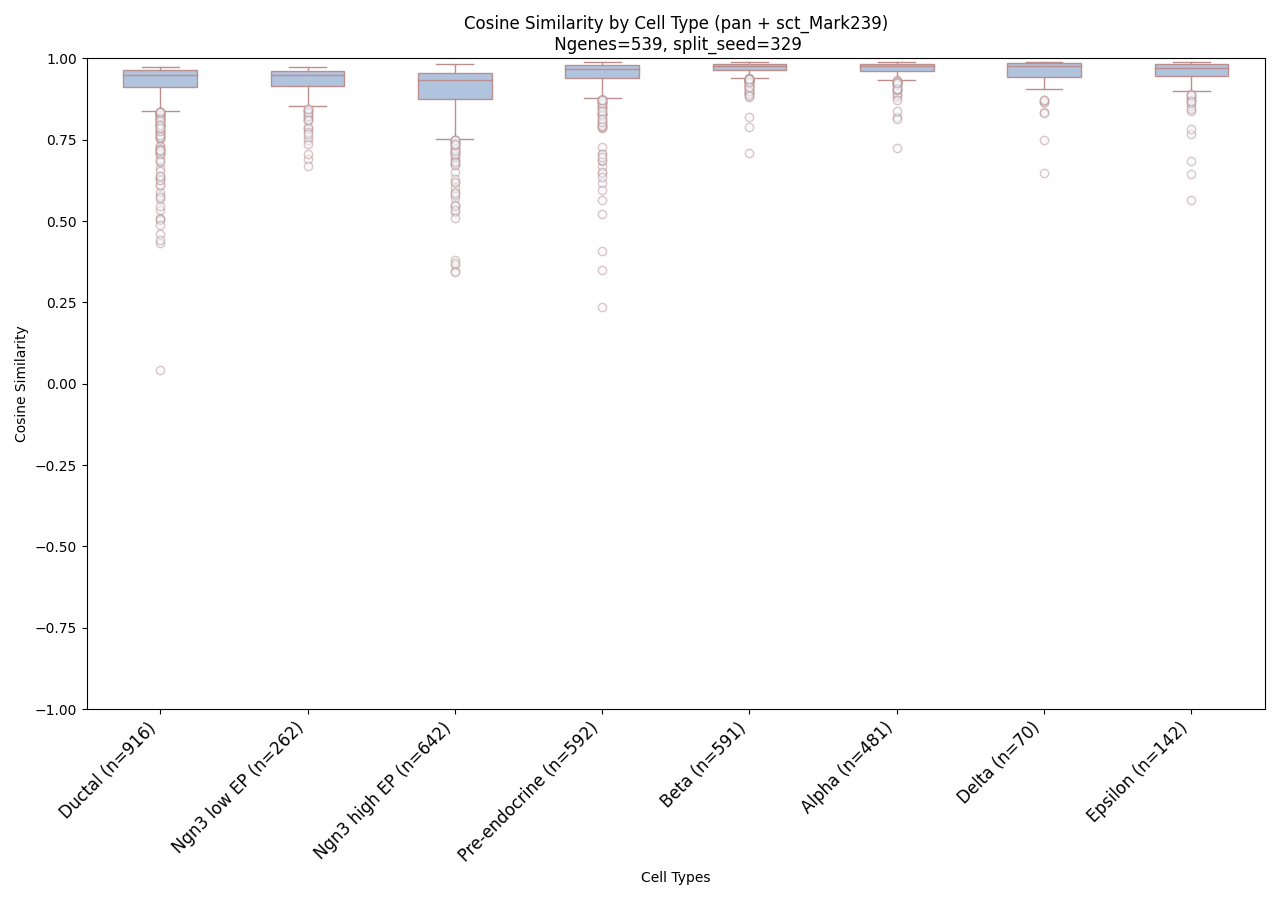 Cosine Similarity by Cell Type (pan + sct_Mark239)
Ngenes=539, split_seed=329
1.00
0.75
0.50
0.25
0.00
−0.25
−0.50
−0.75
−1.00
Cosine Similarity
Ductal (n=916)
Ngn3 low EP (n=262)
Ngn3 high EP (n=642)
Pre-endocrine (n=592)
Beta (n=591)
Alpha (n=481)
Delta (n=70)
Epsilon (n=142)
Cell Types